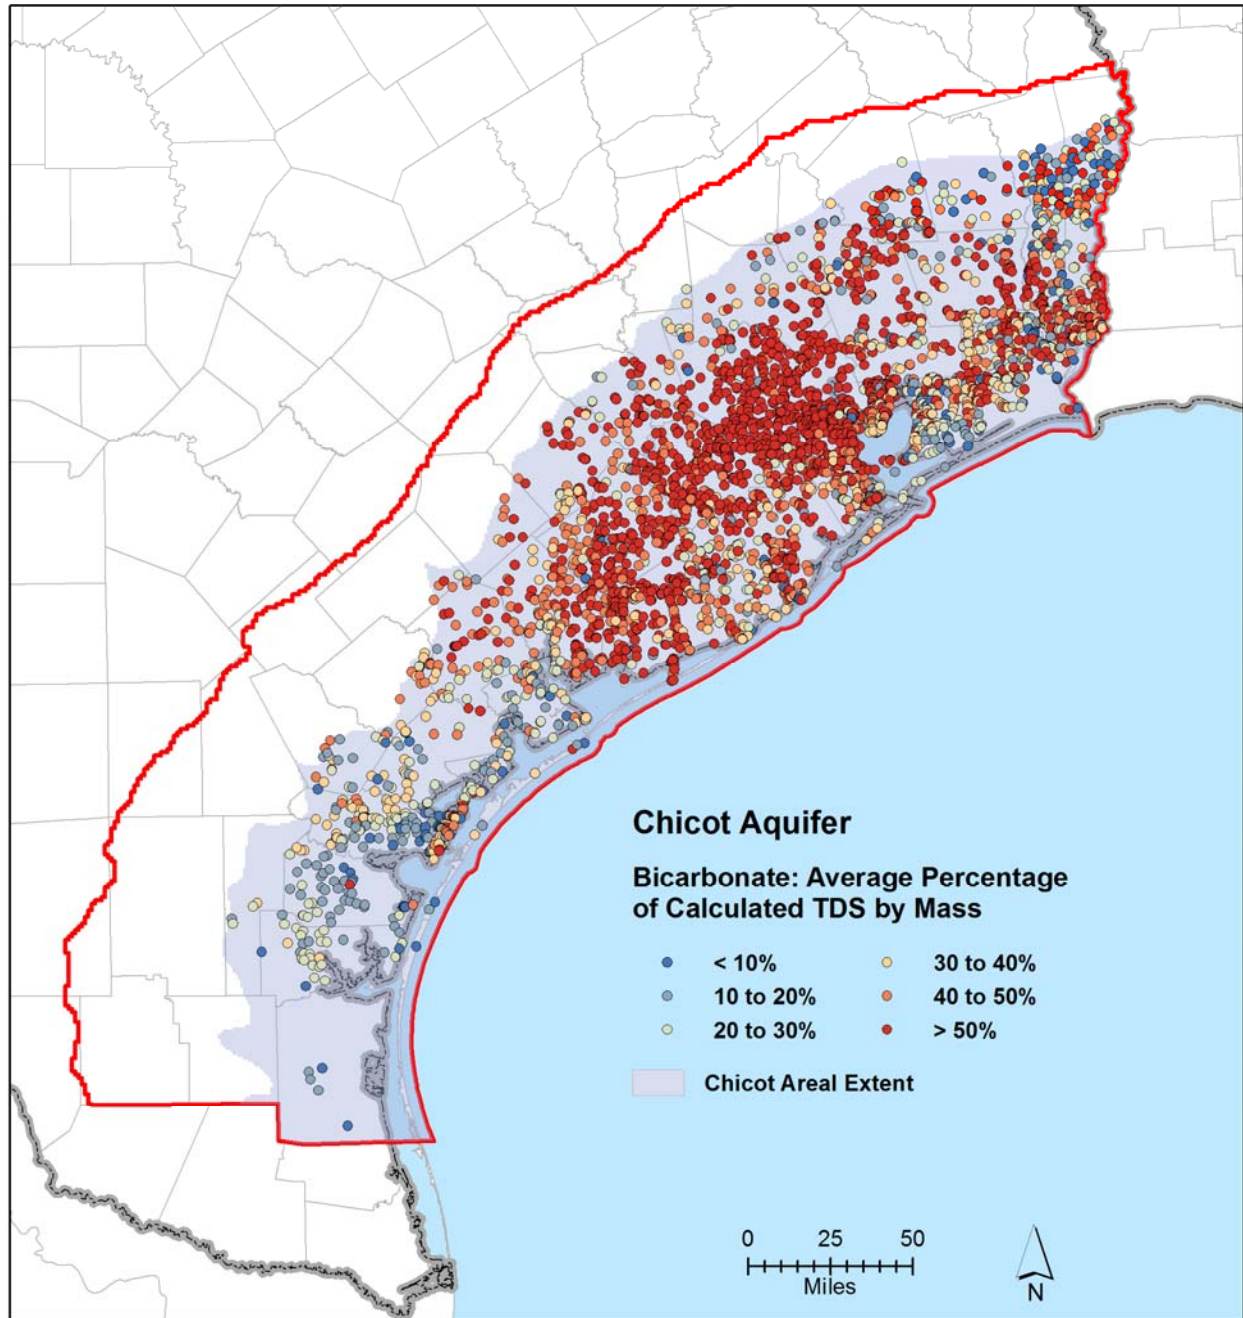 Chicot Aquifer
Bicarbonate: Average Percentage
of Calculated TDS by Mass
< 10%
30 to 40%
10 to 20%
40 to 50%
20 to 30%
> 50%
Chicot Areal Extent
0 25 50
Miles
N